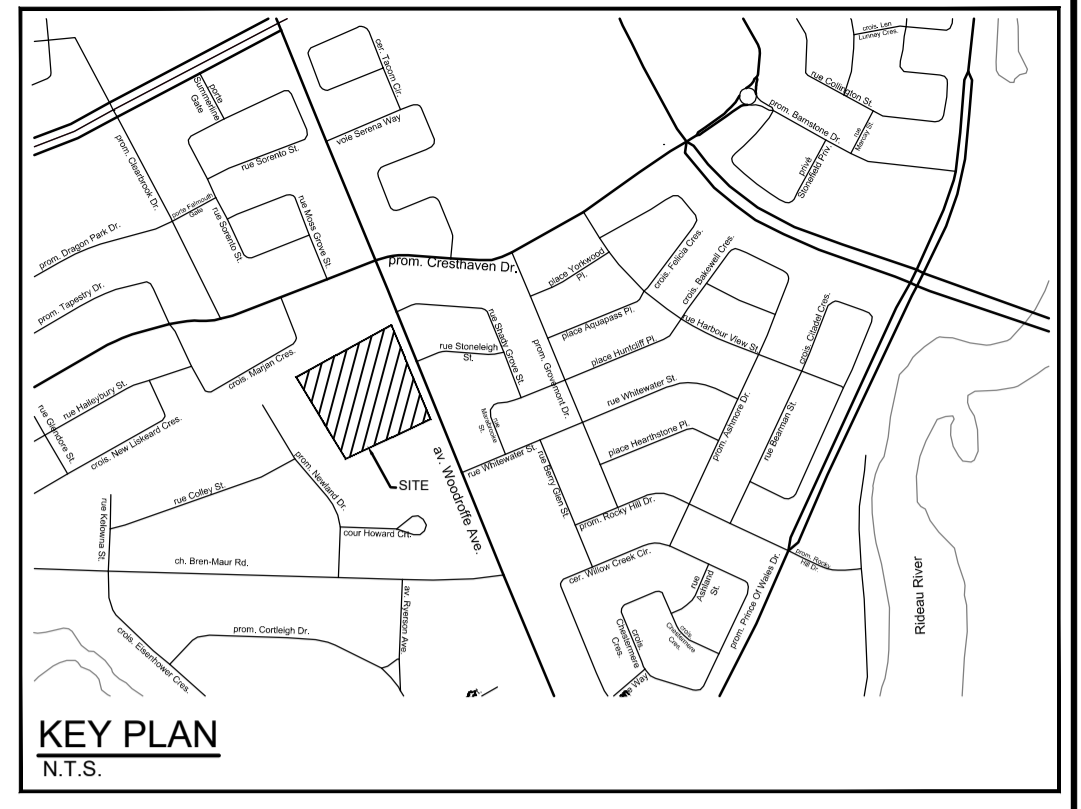 crois. Len
Lunney Cres.
cer. Tacom Cir.
porte
Summerline
Gate
rue Collington St.
prom. Barnstone Dr.
rue
Mersky St.
voie Serena Way
prom. Clearbrook Dr.
rue Sorento St.
privé
Stonefield Priv.
porte Falmouth
Gate
rue Sorento St.
rue Moss Grove St.
prom. Dragon Park Dr.
prom. Cresthaven Dr.
place Yorkwood
Pl.
crois. Felicia Cres.
crois. Bakewell Cres.
prom. Tapestry Dr.
crois. Citadel Cres.
place Aquapass Pl.
rue Harbour View St.
rue Shady Grove St.
rue Stoneleigh
St.
place Huntcliff Pl.
prom. Grovemont Dr.
crois. Marjan Cres.
rue Halleybury St.
rue Glendore St.
crois. New Liskeard Cres.
rue Whitewater St.
rue
St.
prom. Ashmore Dr.
rue Bearman St.
place Hearthstone Pl.
rue Whitewater St.
rue Berry Glen St.
av. Woodroffe Ave.
prom. Newland Dr.
SITE
rue Colley St.
rue Kelowna St.
prom. Rocky Hill Dr.
cour Howard Crt.
ch. Bren-Maur Rd.
cer. Willow Creek Cir.
rue
Ashland
St.
prom. Prince Of Wales Dr.
prom. Rocky
Hill Dr.
Rideau River
av. Ryerson Ave.
prom. Cortleigh Dr.
crois. Eisenhower Cres.
crois.
Chestermere
Cres.
crois.
Chestermere
Cres.
Way
KEY PLAN
N.T.S.